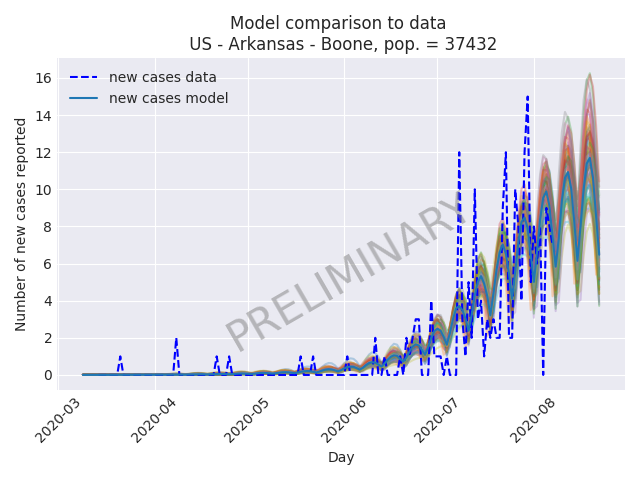 Model comparison to data
US - Arkansas - Boone, pop. = 37432
new cases data
new cases model
PRELIMINARY
Number of new cases reported
16
14
12
10
8
6
4
2
0
2020-03
2020-04
2020-05
2020-06
2020-07
2020-08
Day